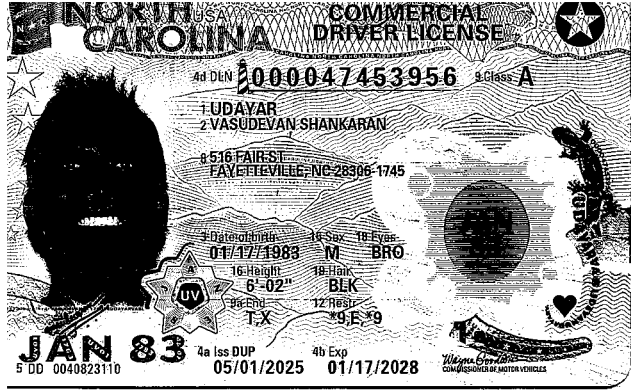 NORTH USA
CAROLINA
COMMERCIAL
DRIVER LICENSE
4d DLN 000047453956 9 Class A
1 UDAYAR
2 VASUDEVAN SHANKARAN
8 516 FAIR ST
FAYETTEVILLE, NC 28306-1745
3 Date of birth 15 Sex 18 Eyes
01/17/1983 M BRO
16 Height 19 Hair
6'-02" BLK
9a End 12 Restr
T,X *9,E,*9
UV
JAN 83
4a Iss DUP 4b Exp
05/01/2025 01/17/2028
5 DD 0040823110
COMMISSIONER OF MOTOR VEHICLES